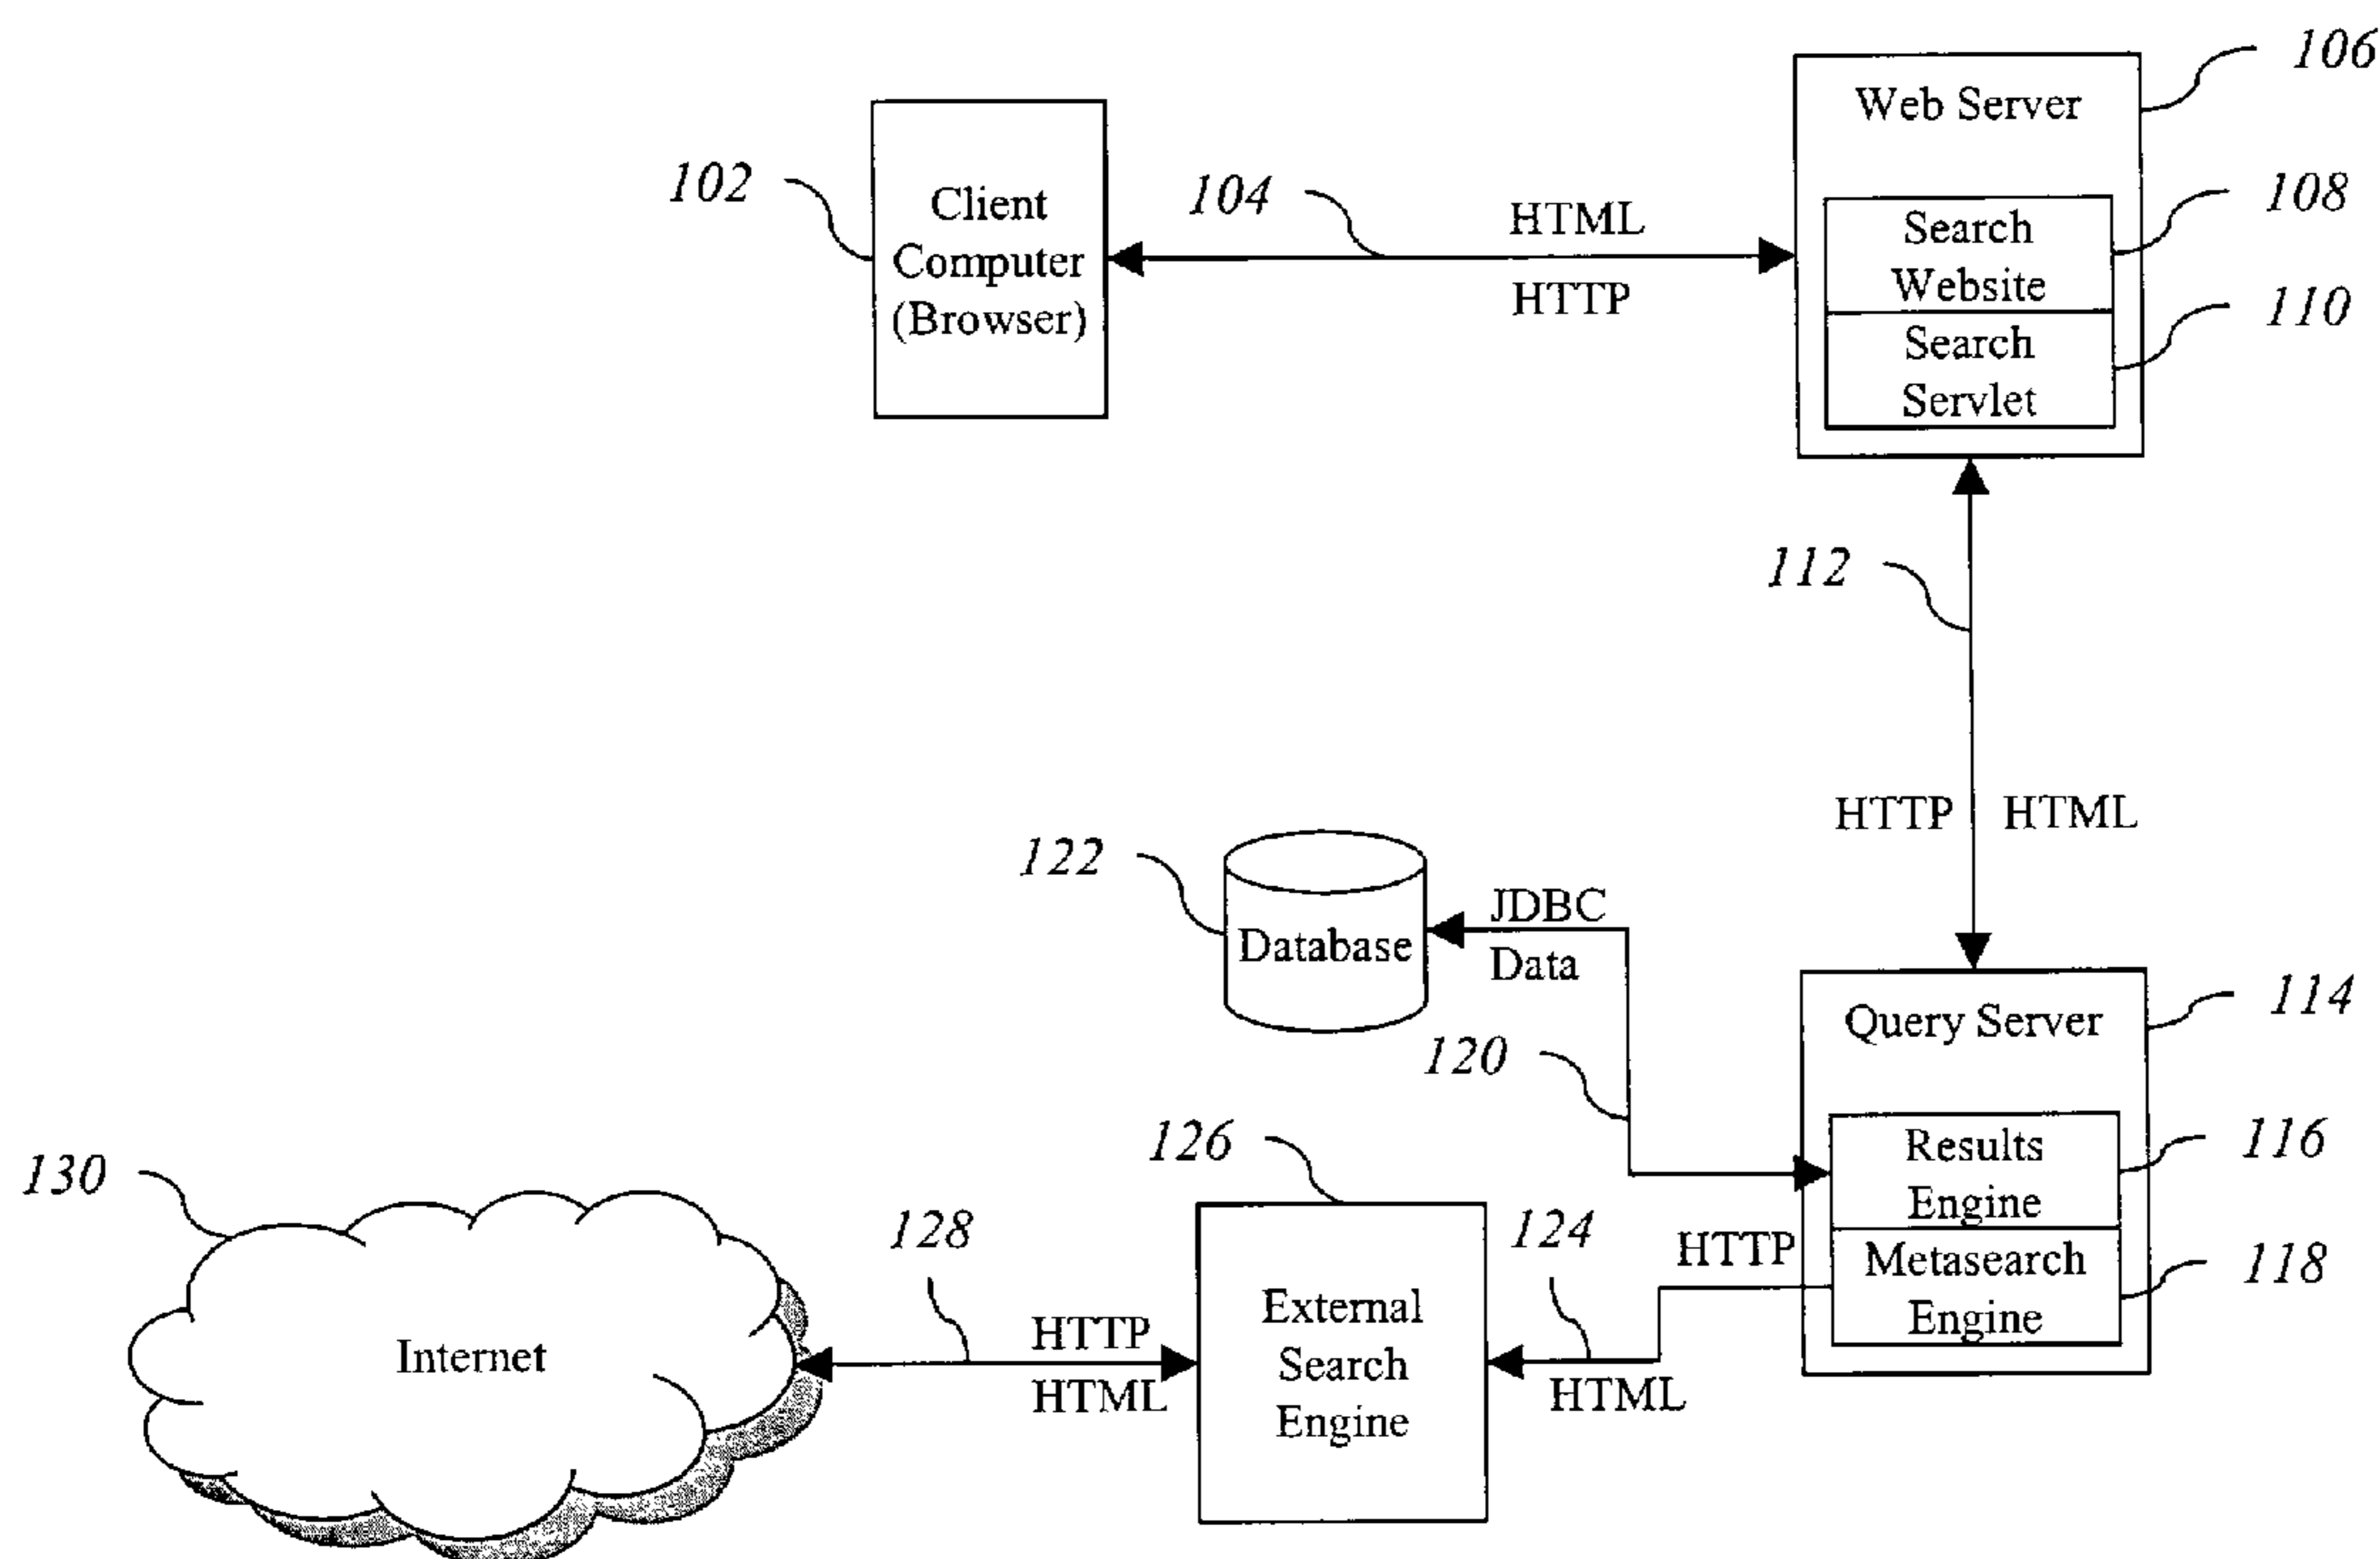 106
Web Server
102
Client
Computer
(Browser)
104
HTML
HTTP
108
Search
Website
110
Search
Servlet
112
HTTP
HTML
122
Database
JDBC
Data
120
114
Query Server
116
Results
Engine
118
Metasearch
Engine
130
Internet
128
HTTP
HTML
126
External
Search
Engine
124
HTTP
HTML